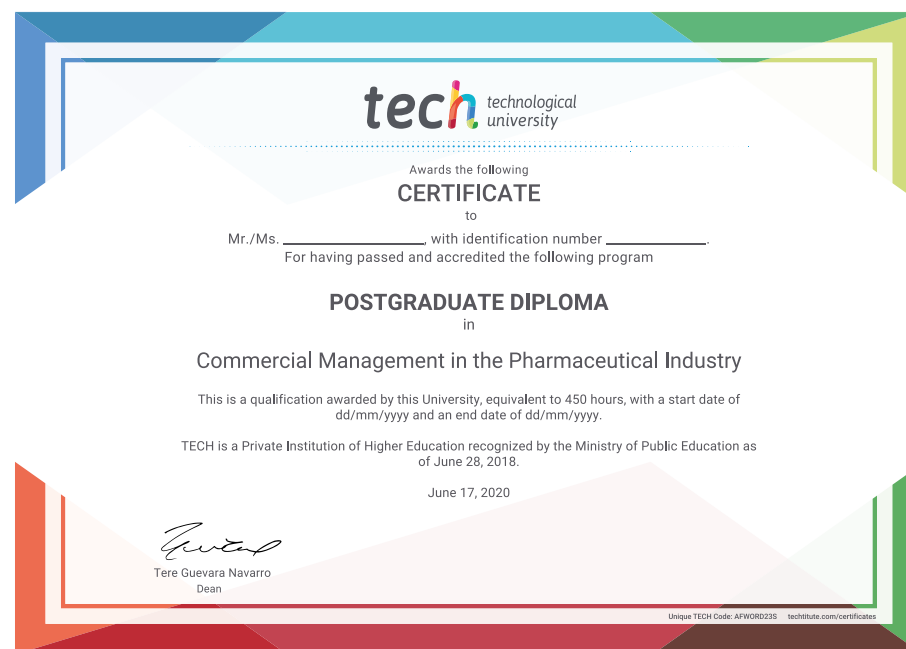 tech technological
university
Awards the following
CERTIFICATE
to
Mr./Ms. ____________________, with identification number ______________.
For having passed and accredited the following program
POSTGRADUATE DIPLOMA
in
Commercial Management in the Pharmaceutical Industry
This is a qualification awarded by this University, equivalent to 450 hours, with a start date of
dd/mm/yyyy and an end date of dd/mm/yyyy.
TECH is a Private Institution of Higher Education recognized by the Ministry of Public Education as
of June 28, 2018.
June 17, 2020
Tere Guevara Navarro
Dean
Unique TECH Code: AFWORD23S techtitute.com/certificates